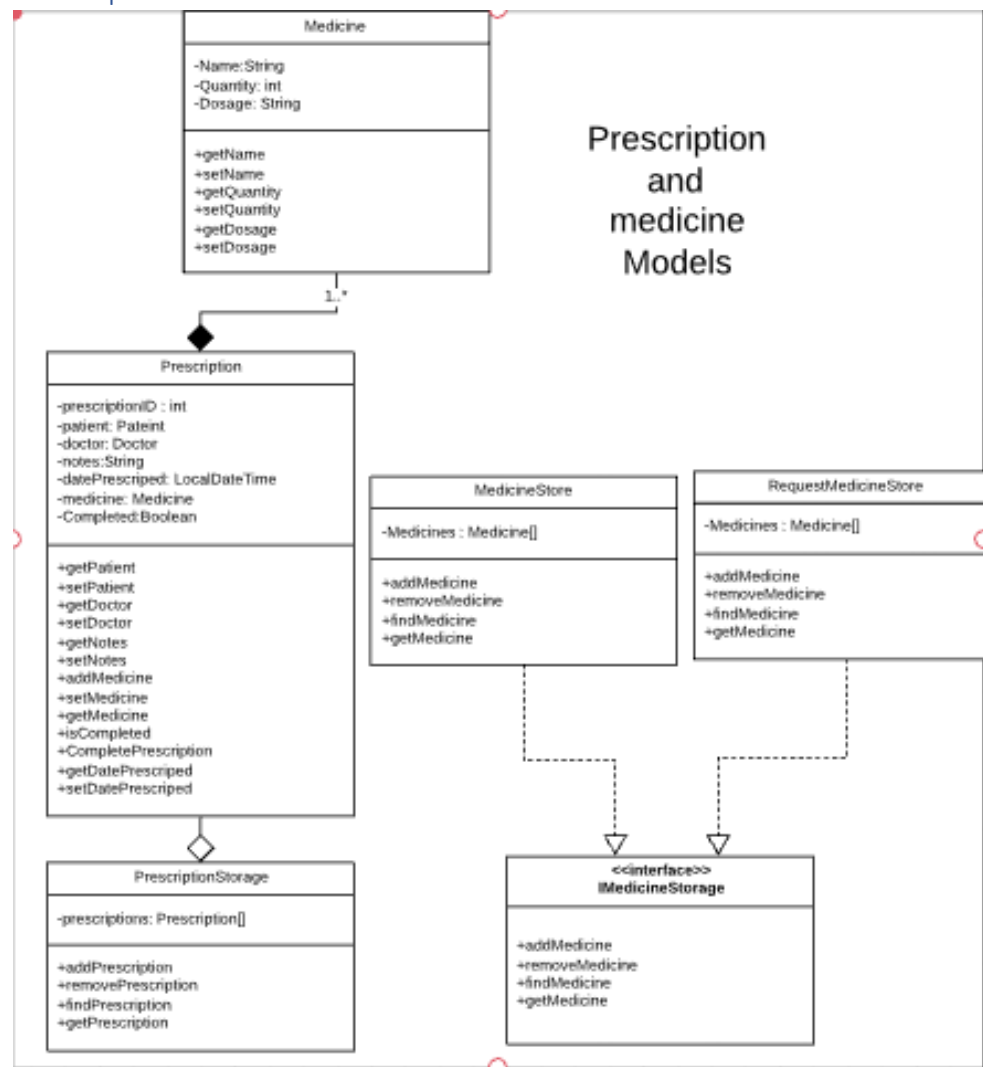 Medicine
-Name:String
-Quantity: int
-Dosage: String
+getName
+setName
+getQuantity
+setQuantity
+getDosage
+setDosage
Prescription
and
medicine
Models
1..*
Prescription
-prescriptionID : int
-patient: Pateint
-doctor: Doctor
-notes:String
-datePrescriped: LocalDateTime
-medicine: Medicine
-Completed:Boolean
+getPatient
+setPatient
+getDoctor
+setDoctor
+getNotes
+setNotes
+addMedicine
+setMedicine
+getMedicine
+isCompleted
+CompletePrescription
+getDatePrescriped
+setDatePrescriped
MedicineStore
-Medicines : Medicine[]
+addMedicine
+removeMedicine
+findMedicine
+getMedicine
RequestMedicineStore
-Medicines : Medicine[]
+addMedicine
+removeMedicine
+findMedicine
+getMedicine
PrescriptionStorage
-prescriptions: Prescription[]
+addPrescription
+removePrescription
+findPrescription
+getPrescription
<<interface>>
IMedicineStorage
+addMedicine
+removeMedicine
+findMedicine
+getMedicine